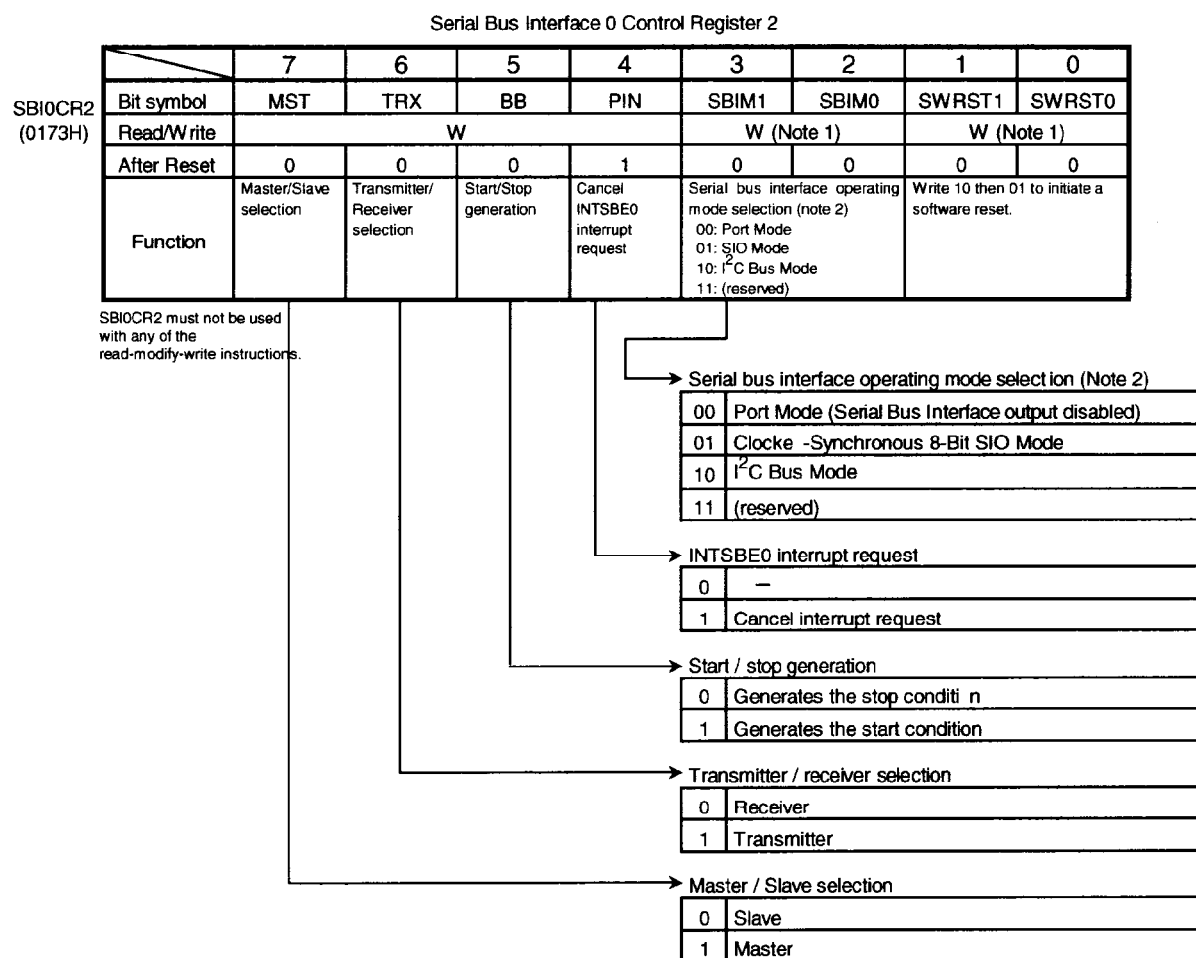 Serial Bus Interface 0 Control Register 2
7 6 5 4 3 2 1 0
SBI0CR2
(0173H)
Bit symbol MST TRX BB PIN SBIM1 SBIM0 SWRST1 SWRST0
Read/Write W W (Note 1) W (Note 1)
After Reset 0 0 0 1 0 0 0 0
Function
Master/Slave
selection
Transmitter/
Receiver
selection
Start/Stop
generation
Cancel
INTSBE0
interrupt
request
Serial bus interface operating
mode selection (note 2)
00: Port Mode
01: SIO Mode
10: I2C Bus Mode
11: (reserved)
Write 10 then 01 to initiate a
software reset.
SBI0CR2 must not be used
with any of the
read-modify-write instructions.
Serial bus interface operating mode selection (Note 2)
00 Port Mode (Serial Bus Interface output disabled)
01 Clocke -Synchronous 8-Bit SIO Mode
10 I2C Bus Mode
11 (reserved)
INTSBE0 interrupt request
0 –
1 Cancel interrupt request
Start / stop generation
0 Generates the stop conditi n
1 Generates the start condition
Transmitter / receiver selection
0 Receiver
1 Transmitter
Master / Slave selection
0 Slave
1 Master